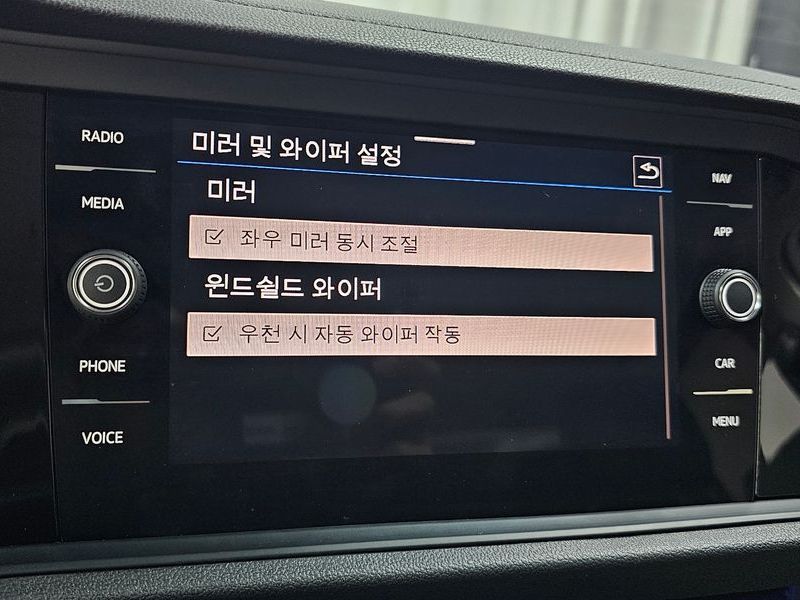 RADIO
MEDIA
PHONE
VOICE
미러 및 와이퍼 설정
미러
좌우 미러 동시 조절
윈드쉴드 와이퍼
우천 시 자동 와이퍼 작동
NAV
APP
CAR
MENU